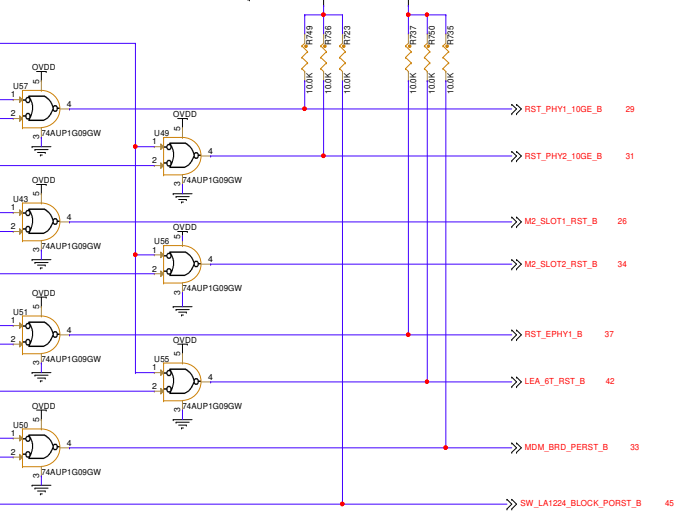 R749
R736
R723
R737
R750
R735
10.0K
10.0K
10.0K
10.0K
10.0K
10.0K
OVDD
5
U57
1
2
4
3
74AUP1G09GW
RST_PHY1_10GE_B 29
OVDD
5
U49
1
2
4
3
74AUP1G09GW
RST_PHY2_10GE_B 31
OVDD
5
U43
1
2
4
3
74AUP1G09GW
M2_SLOT1_RST_B 26
OVDD
5
U56
1
2
4
3
74AUP1G09GW
M2_SLOT2_RST_B 34
OVDD
5
U51
1
2
4
3
74AUP1G09GW
RST_EPHY1_B 37
OVDD
5
U55
1
2
4
3
74AUP1G09GW
LEA_6T_RST_B 42
OVDD
5
U50
1
2
4
3
74AUP1G09GW
MDM_BRD_PERST_B 33
SW_LA1224_BLOCK_PORST_B 45